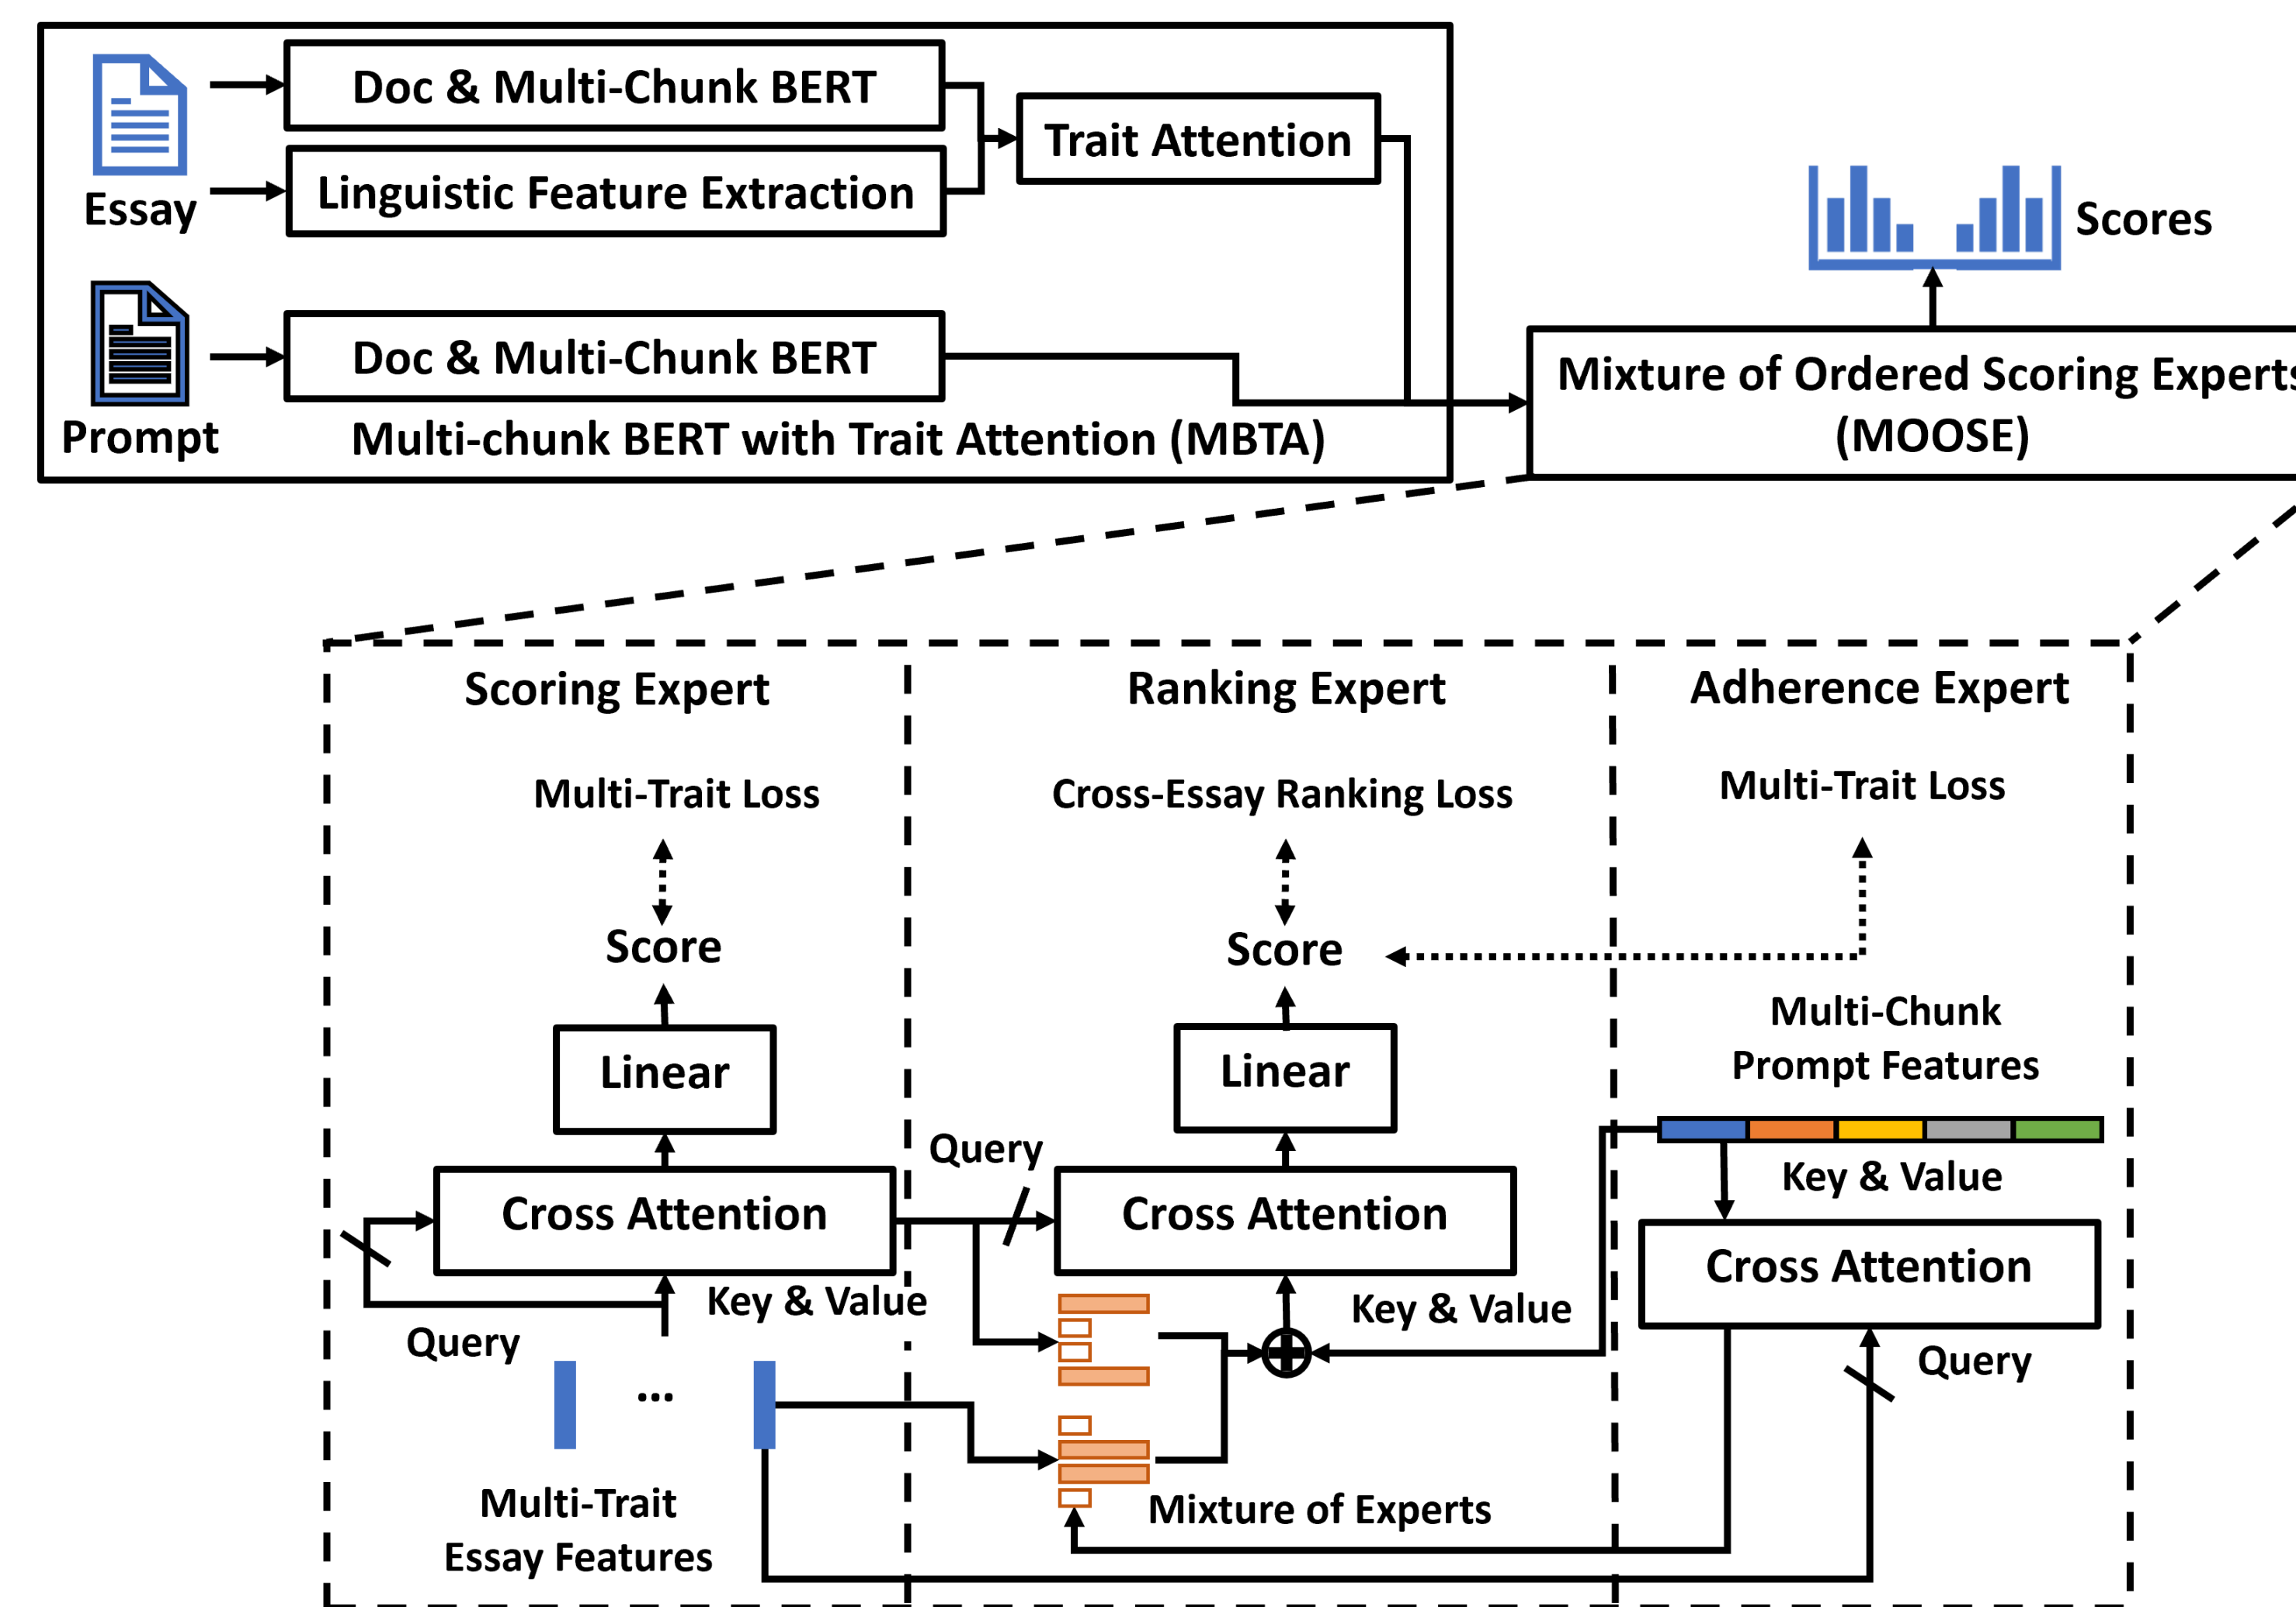 Doc & Multi-Chunk BERT
Trait Attention
Linguistic Feature Extraction
Essay
Scores
Doc & Multi-Chunk BERT
Prompt
Multi-chunk BERT with Trait Attention (MBTA)
Mixture of Ordered Scoring Experts
(MOOSE)
Scoring Expert
Ranking Expert
Adherence Expert
Multi-Trait Loss
Cross-Essay Ranking Loss
Multi-Trait Loss
Score
Score
Multi-Chunk
Prompt Features
Linear
Linear
Query
Key & Value
Cross Attention
Cross Attention
Cross Attention
Key & Value
Key & Value
Query
Query
...
Multi-Trait
Essay Features
Mixture of Experts